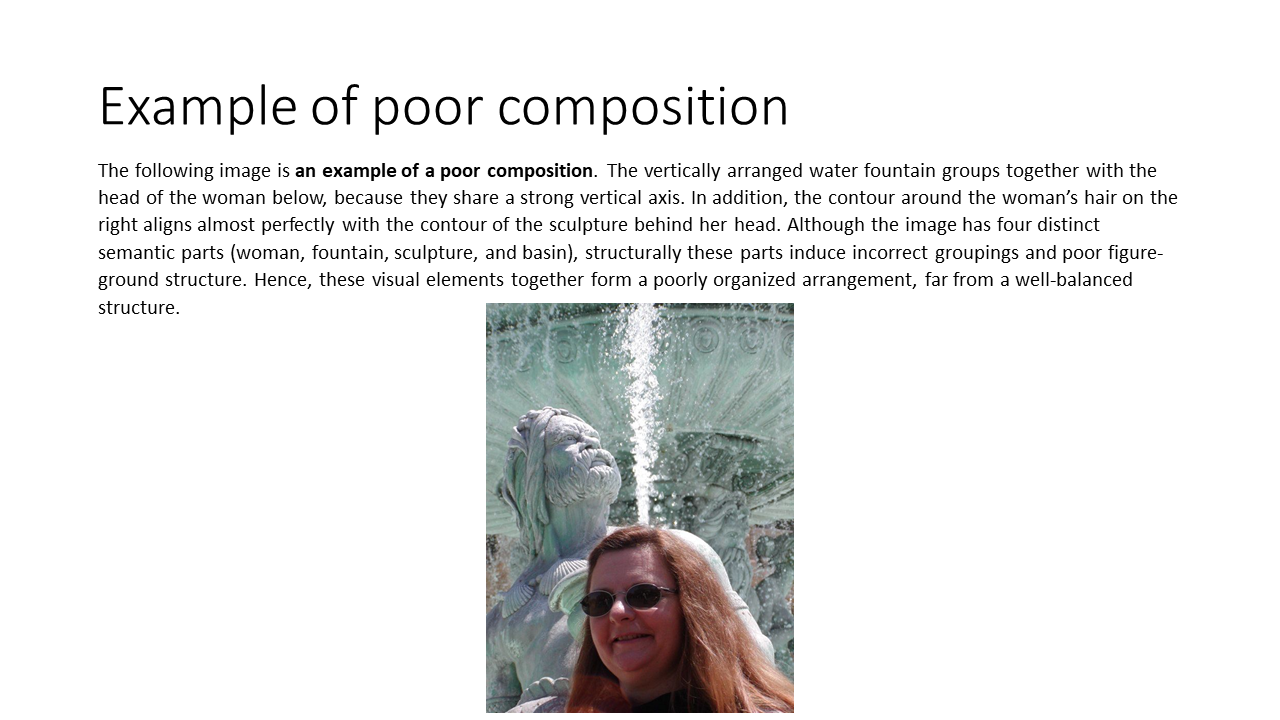 Example of poor composition
The following image is an example of a poor composition. The vertically arranged water fountain groups together with the
head of the woman below, because they share a strong vertical axis. In addition, the contour around the woman’s hair on the
right aligns almost perfectly with the contour of the sculpture behind her head. Although the image has four distinct
semantic parts (woman, fountain, sculpture, and basin), structurally these parts induce incorrect groupings and poor figure-
ground structure. Hence, these visual elements together form a poorly organized arrangement, far from a well-balanced
structure.